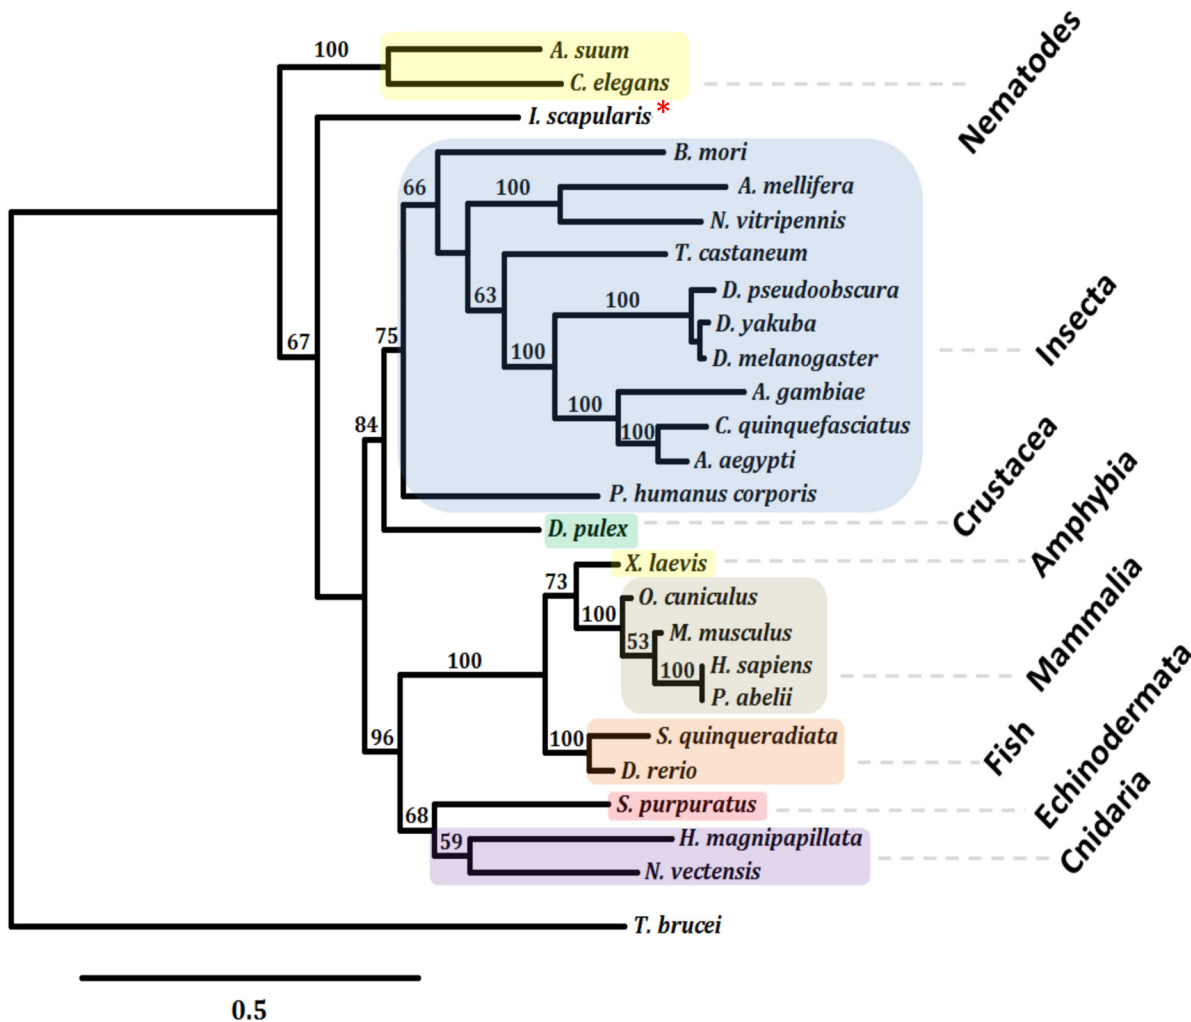 100
A. suum
C. elegans
Nematodes
I. scapularis *
B. mori
66
100
A. mellifera
N. vitripennis
T. castaneum
63
100
D. pseudoobscura
D. yakuba
D. melanogaster
Insecta
67
75
100
A. gambiae
100
84
C. quinquefasciatus
100
A. aegypti
P. humanus corporis
D. pulex
Crustacea
X. laevis
Amphybia
73
O. cuniculus
100
M. musculus
53
H. sapiens
100
P. abelii
Mammalia
100
S. quinqueradiata
100
D. rerio
Fish
96
S. purpuratus
Echinodermata
68
H. magnipapillata
59
N. vectensis
Cnidaria
T. brucei
0.5